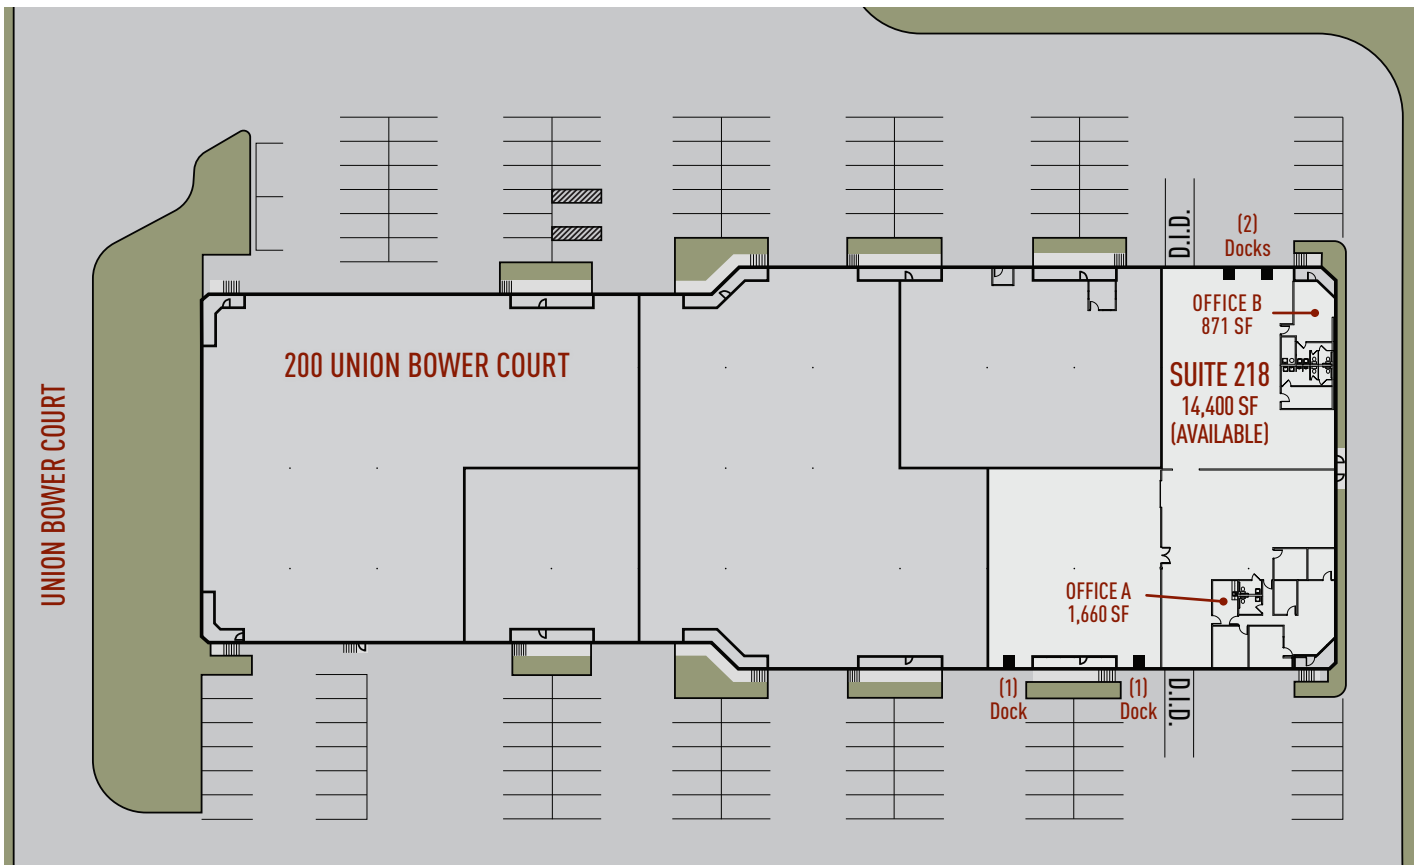 UNION BOWER COURT
200 UNION BOWER COURT
D.I.D.
(2)
Docks
OFFICE B
871 SF
SUITE 218
14,400 SF
(AVAILABLE)
OFFICE A
1,660 SF
(1)
Dock
(1)
Dock
D.I.D.